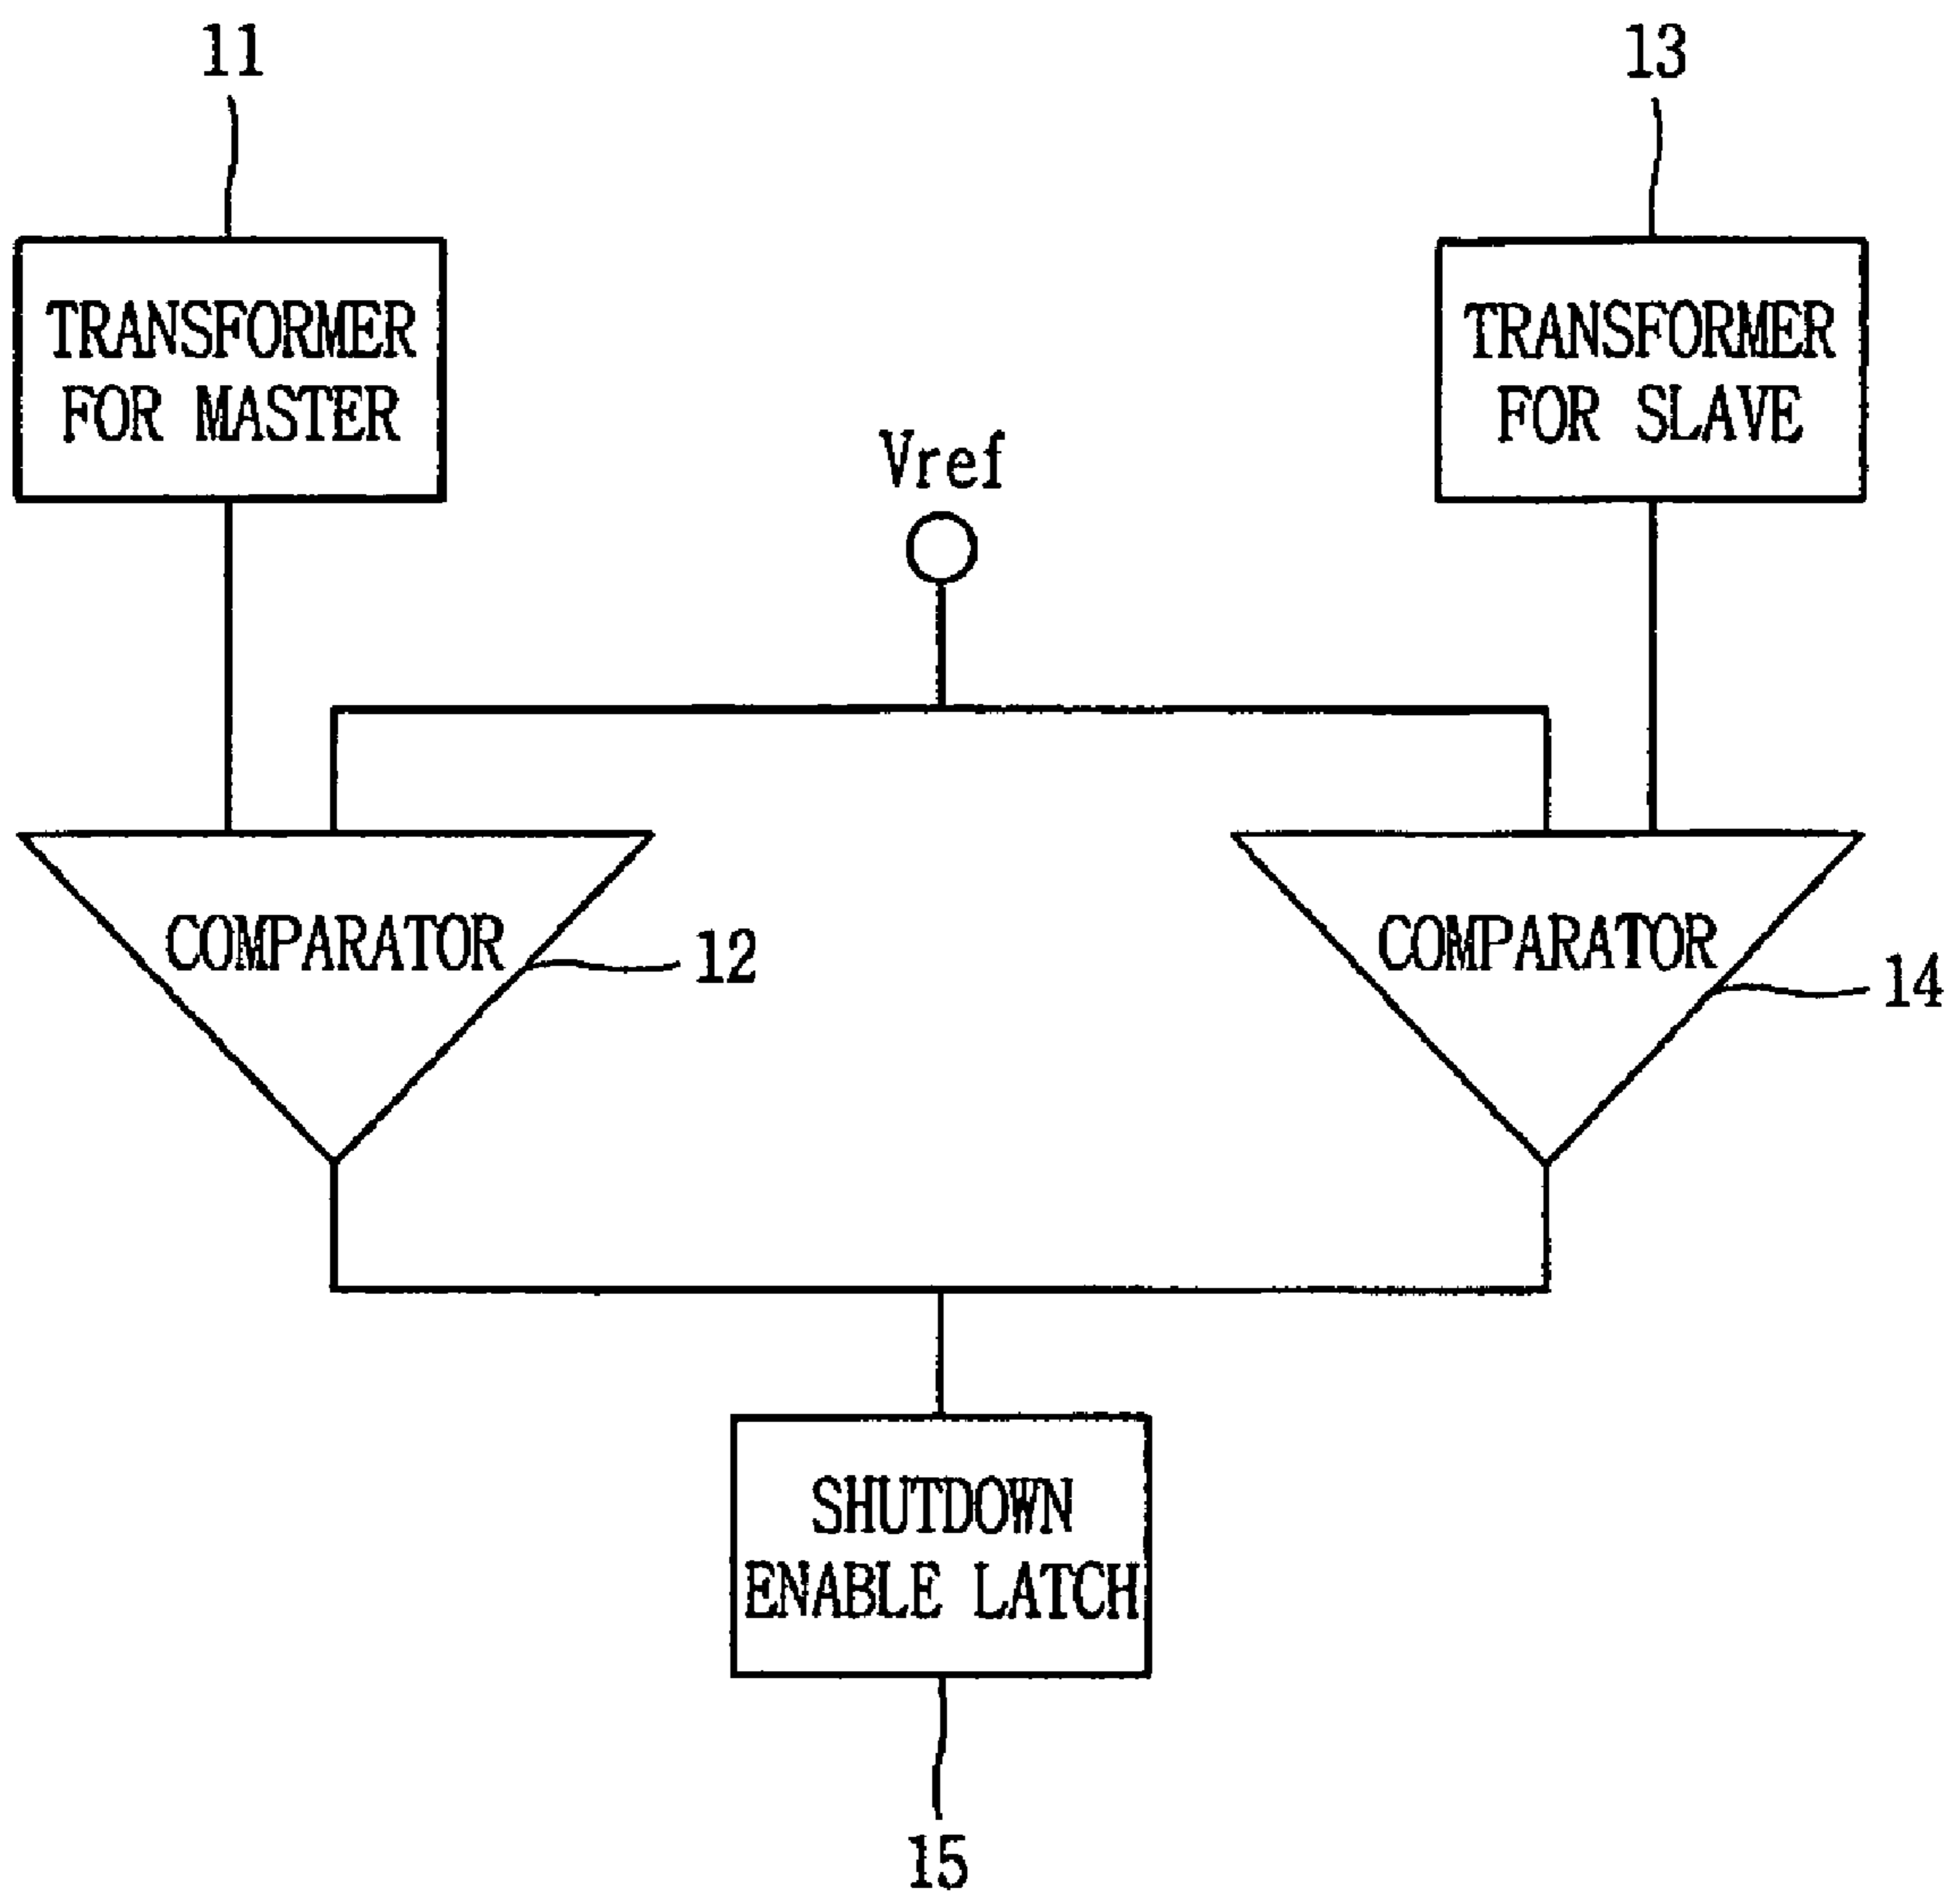 11
13
TRANSFORMER
FOR MASTER
TRANSFORMER
FOR SLAVE
Vref
COMPARATOR
12
COMPARATOR
14
SHUTDOWN
ENABLE LATCH
15